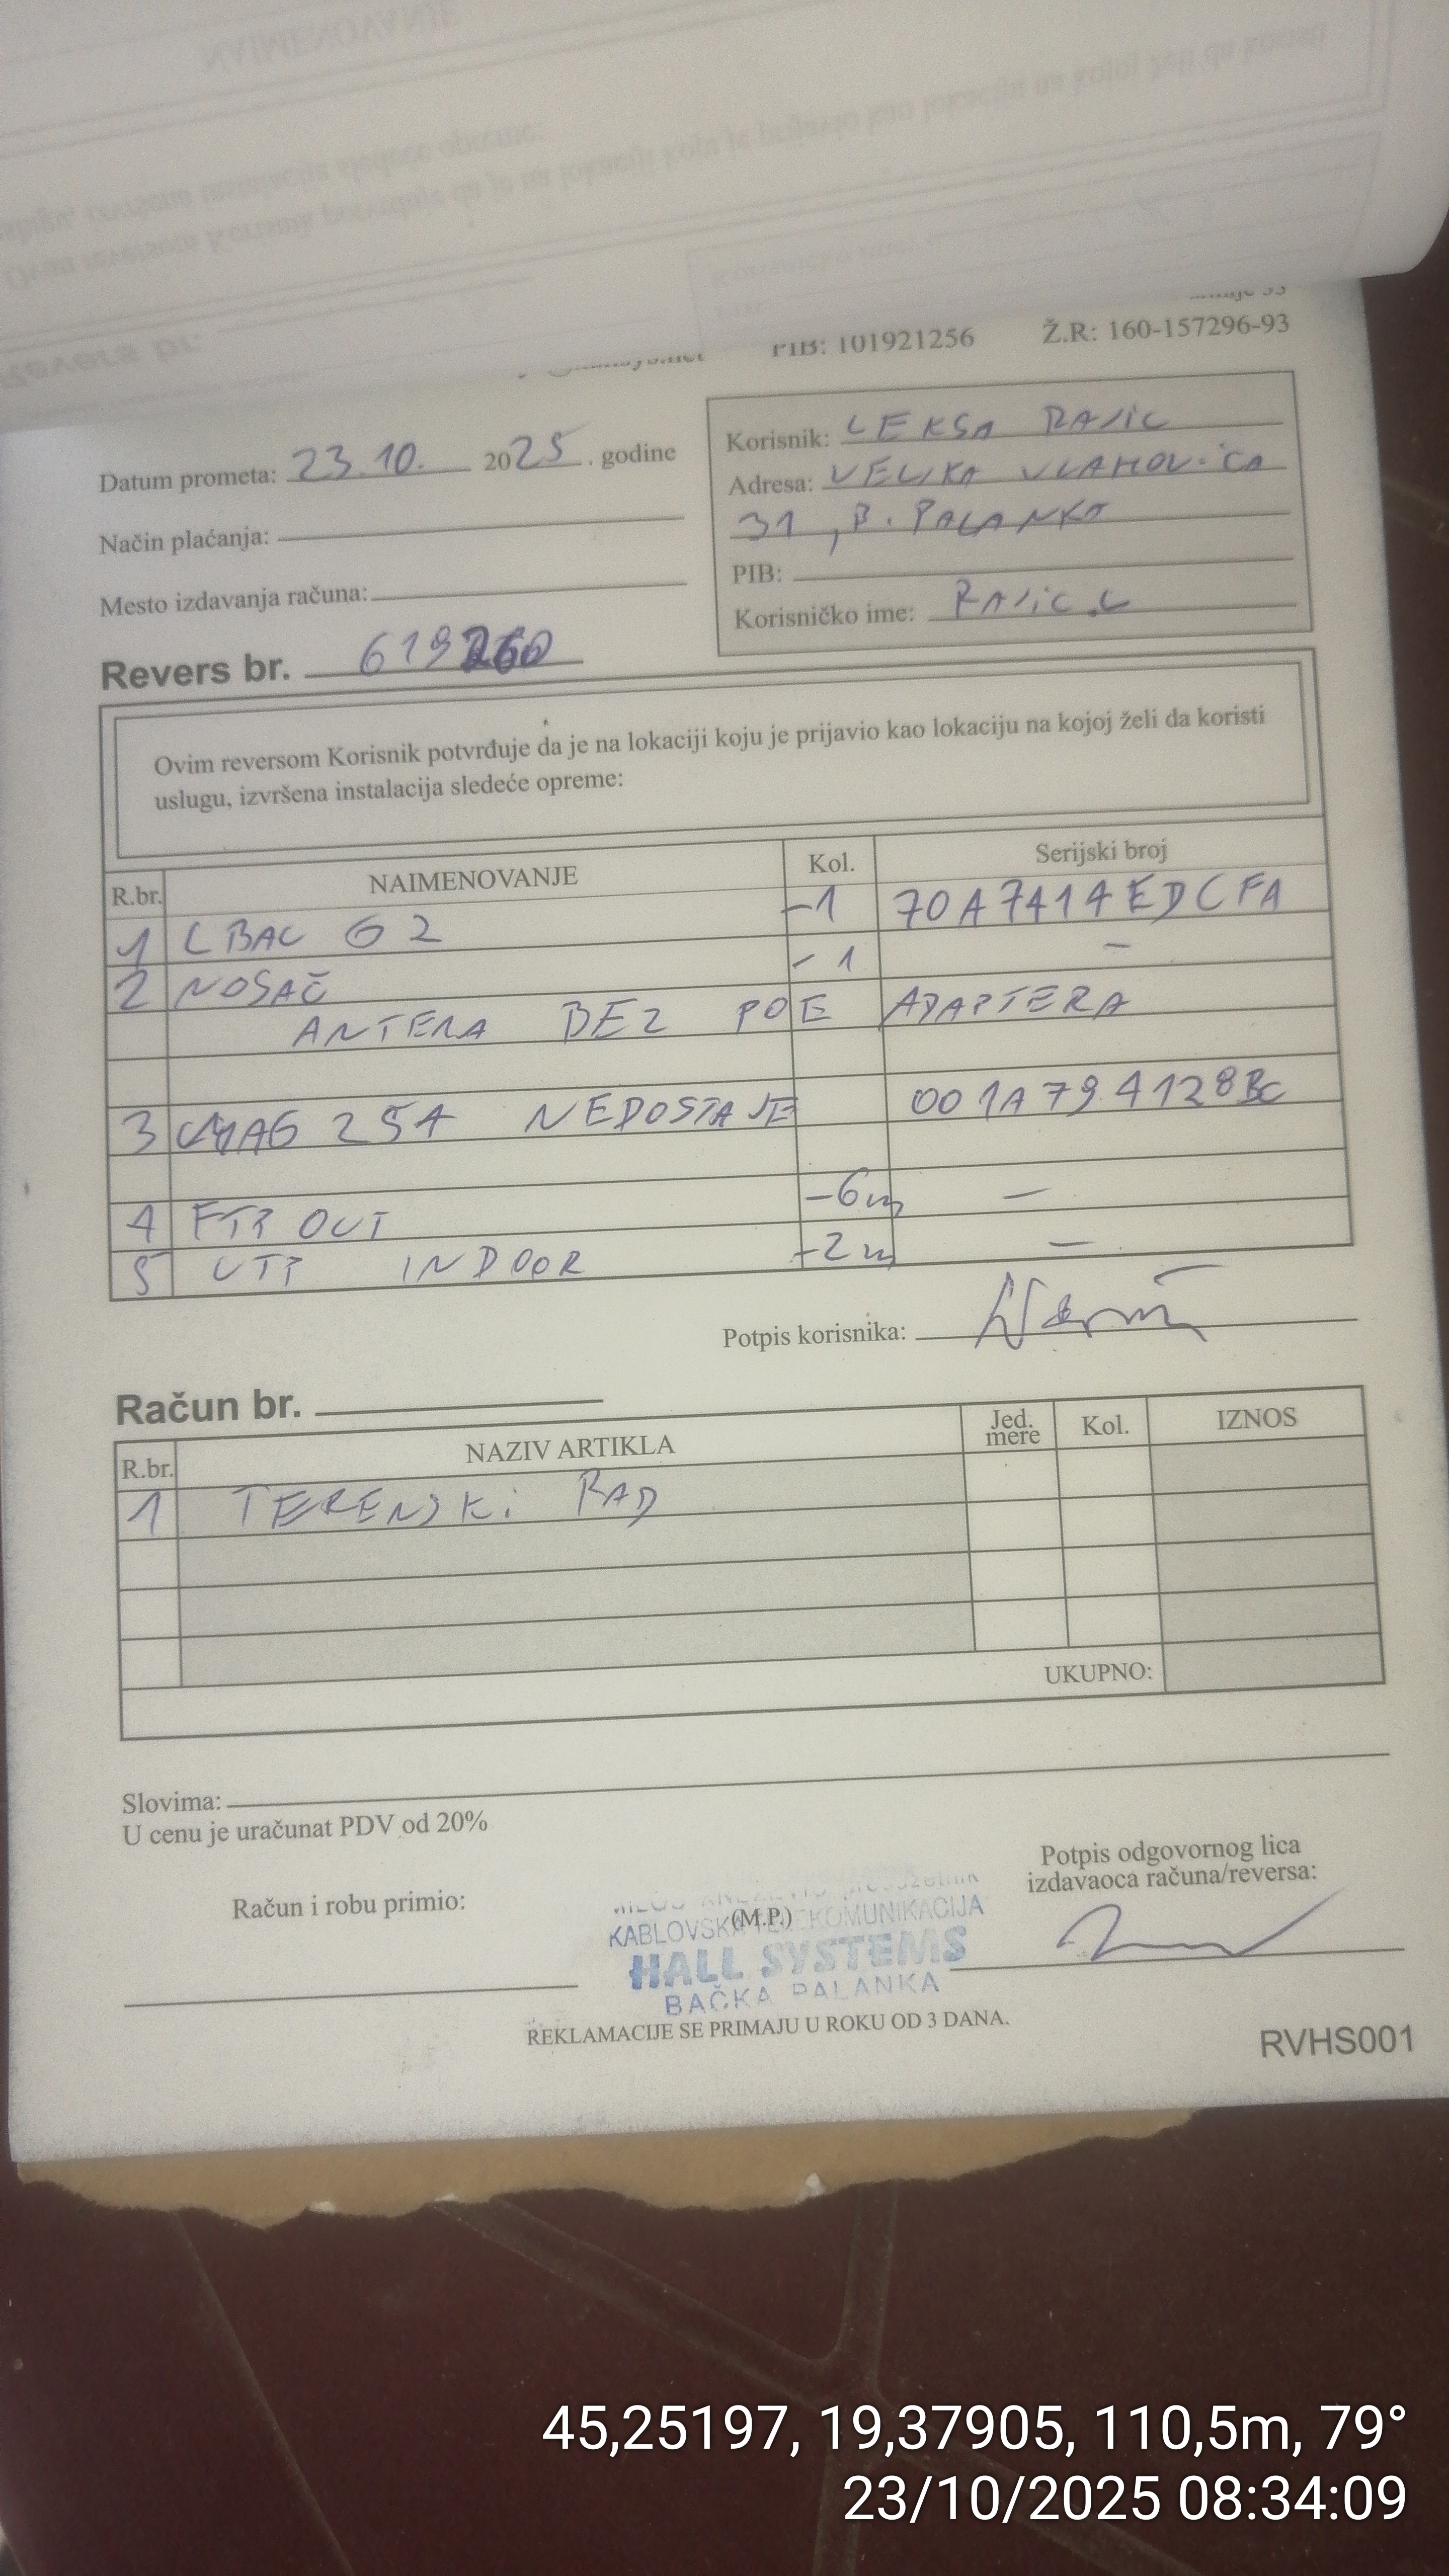 PIB: 101921256 Ž.R: 160-157296-93
Datum prometa: 23.10. 2025. godine
Način plaćanja:
Mesto izdavanja računa:
Korisnik: LEKSA RAJIC
Adresa: VELJKA VLAHOVICA
31, B. PALANKA
PIB:
Korisničko ime: RAJIC.L
Revers br. 619260
Ovim reversom Korisnik potvrđuje da je na lokaciji koju je prijavio kao lokaciju na kojoj želi da koristi
uslugu, izvršena instalacija sledeće opreme:
R.br. NAIMENOVANJE Kol. Serijski broj
1 LBAC G2 -1 70A7414EDCFA
2 NOSAČ -1 -
ANTENA BEZ POE ADAPTERA
3 MAG 254 NEDOSTAJE 001A794128BC
4 FTP OUT -6m -
5 UTP INDOOR -2m -
Potpis korisnika:
Račun br.
R.br. NAZIV ARTIKLA Jed. mere Kol. IZNOS
1 TERENSKI RAD
UKUPNO:
Slovima:
U cenu je uračunat PDV od 20%
Račun i robu primio:
(M.P.)
Potpis odgovornog lica
izdavaoca računa/reversa:
KABLOVSKA TELEKOMUNIKACIJA
HALL SYSTEMS
BAČKA PALANKA
REKLAMACIJE SE PRIMAJU U ROKU OD 3 DANA.
RVHS001
45,25197, 19,37905, 110,5m, 79°
23/10/2025 08:34:09